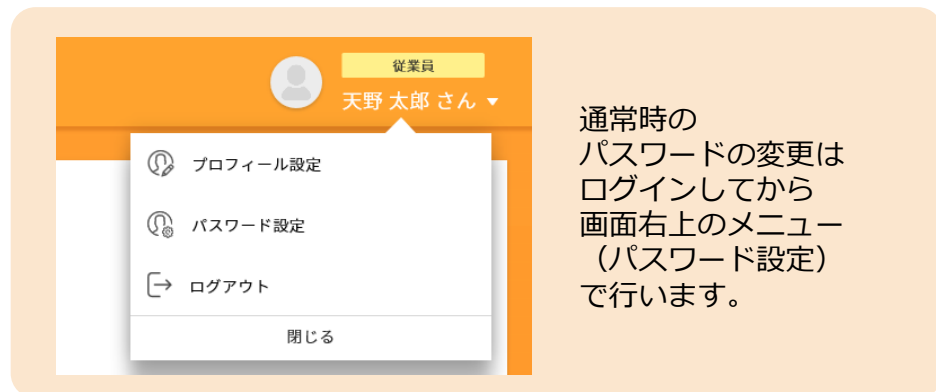 従業員
天野 太郎 さん ▼
プロフィール設定
パスワード設定
ログアウト
閉じる
通常時の
パスワードの変更は
ログインしてから
画面右上のメニュー
（パスワード設定）
で行います。